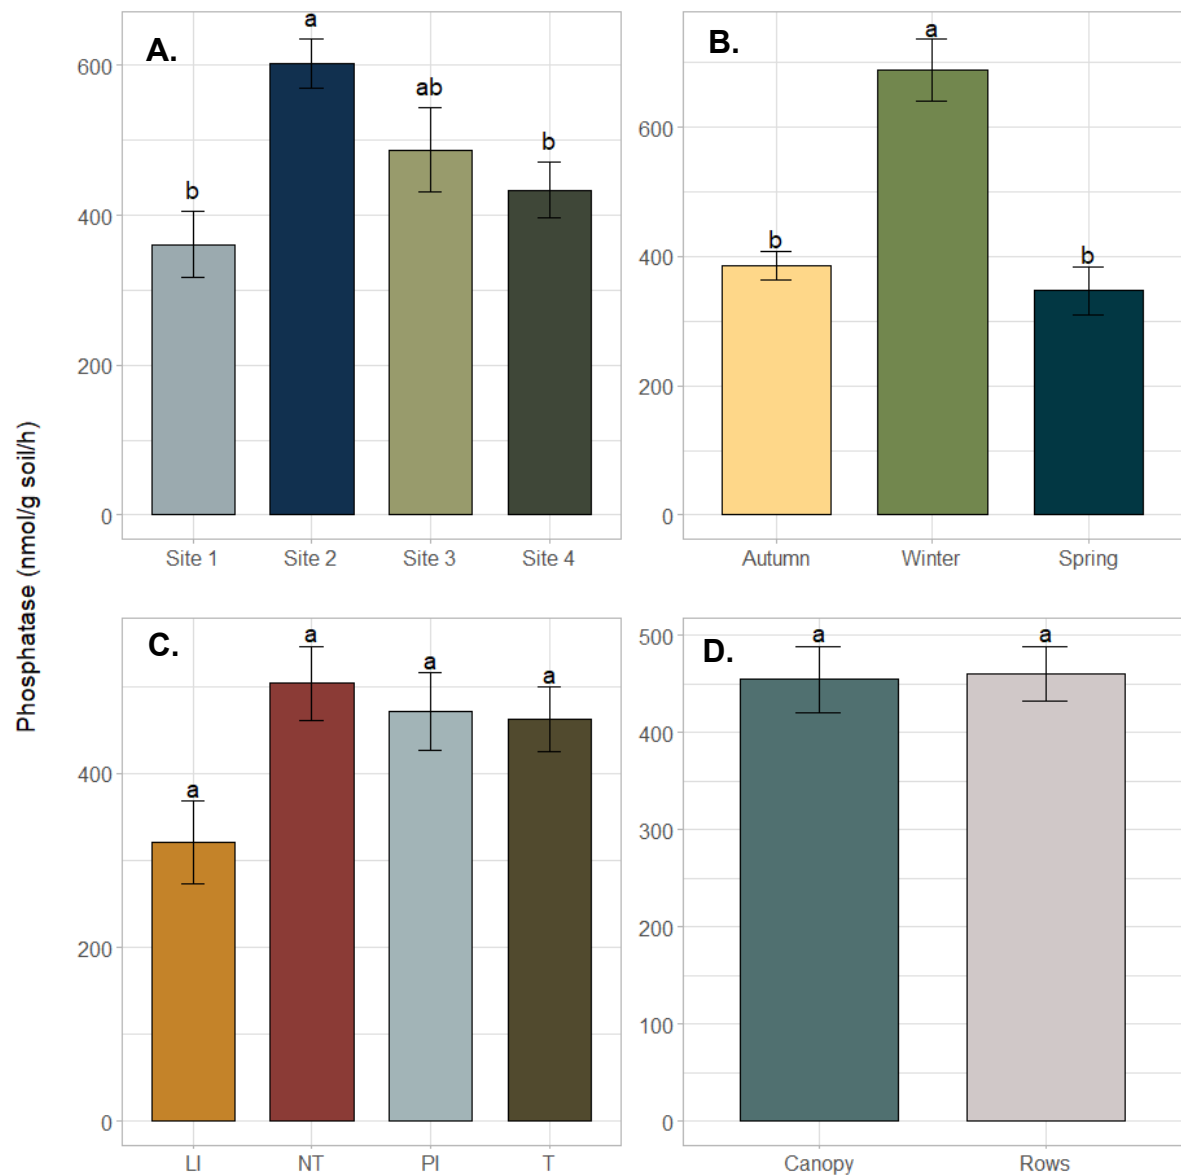 Phosphatase (nmol/g soil/h)
A.
600
400
200
0
b
a
ab
b
Site 1
Site 2
Site 3
Site 4
B.
600
400
200
0
b
a
b
Autumn
Winter
Spring
C.
400
200
0
a
a
a
a
LI
NT
PI
T
D.
500
400
300
200
100
0
a
a
Canopy
Rows